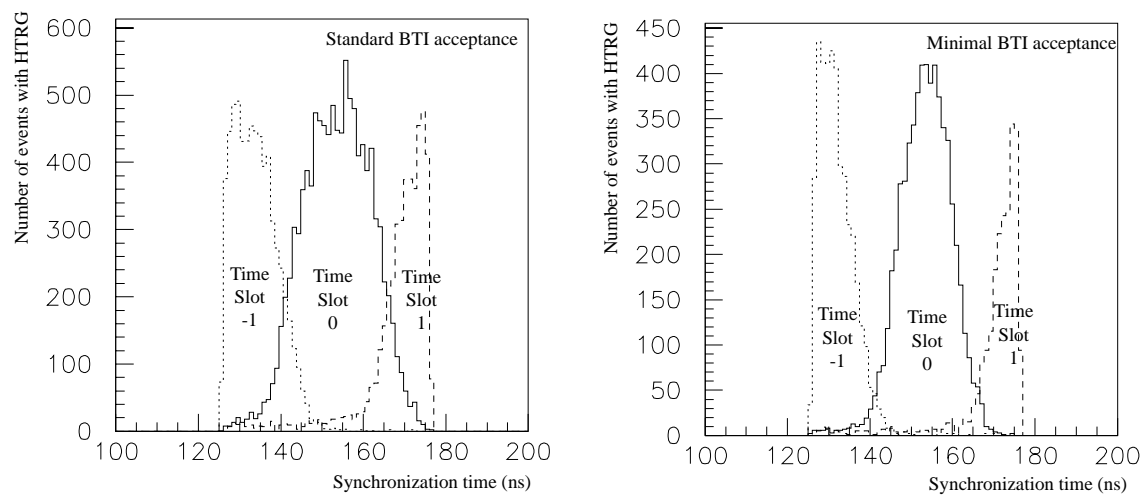 Number of events with HTRG
600
500
400
300
200
100
0
Standard BTI acceptance
Time
Slot
-1
Time
Slot
0
Time
Slot
1
100
120
140
160
180
200
Synchronization time (ns)
Number of events with HTRG
450
400
350
300
250
200
150
100
50
0
Minimal BTI acceptance
Time
Slot
-1
Time
Slot
0
Time
Slot
1
100
120
140
160
180
200
Synchronization time (ns)